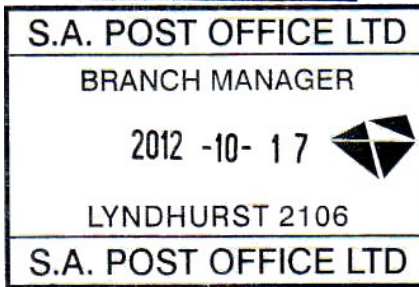 S.A. POST OFFICE LTD
BRANCH MANAGER
2012 -10- 17
LYNDHURST 2106
S.A. POST OFFICE LTD